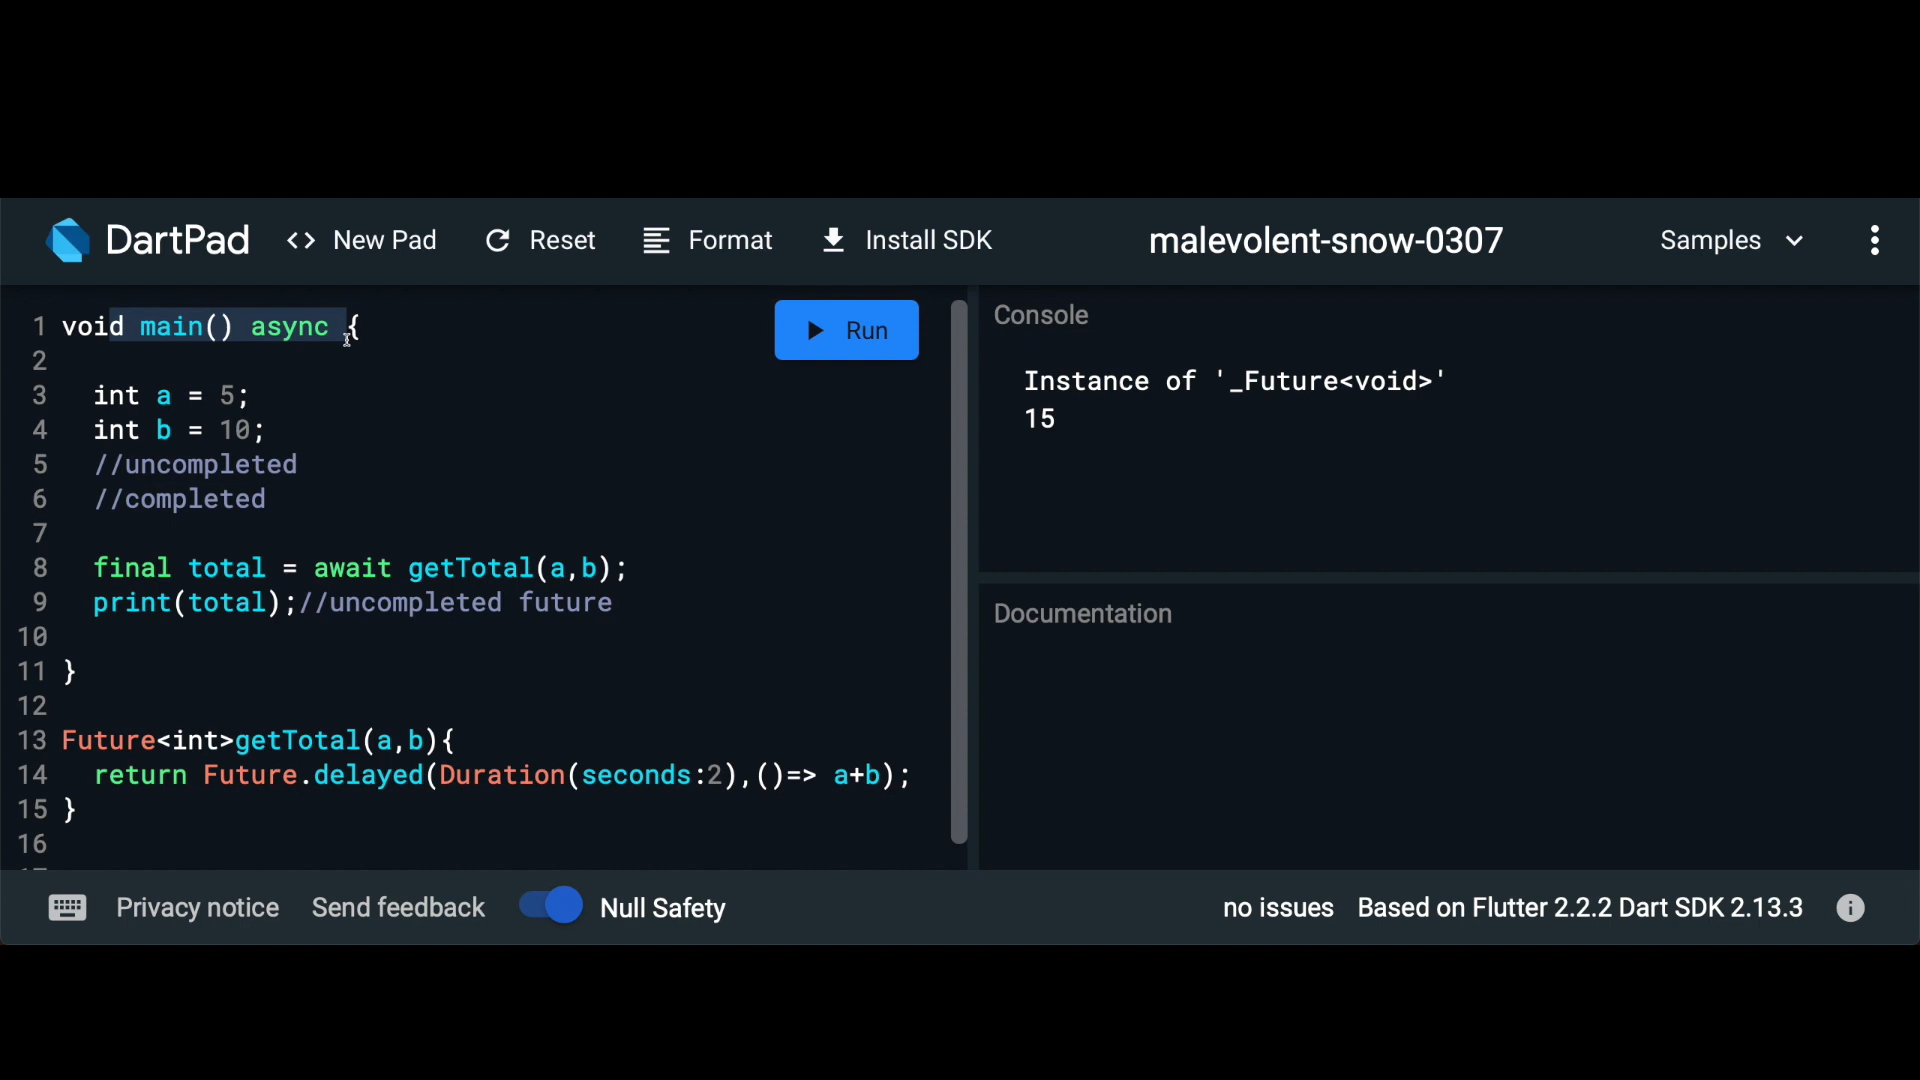 DartPad <> New Pad Reset Format Install SDK malevolent-snow-0307 Samples
1 void main() async {
2
3 int a = 5;
4 int b = 10;
5 //uncompleted
6 //completed
7
8 final total = await getTotal(a,b);
9 print(total);//uncompleted future
10
11 }
12
13 Future<int>getTotal(a,b){
14 return Future.delayed(Duration(seconds:2),()=> a+b);
15 }
16
Run
Console
Instance of '_Future<void>'
15
Documentation
Privacy notice Send feedback Null Safety no issues Based on Flutter 2.2.2 Dart SDK 2.13.3